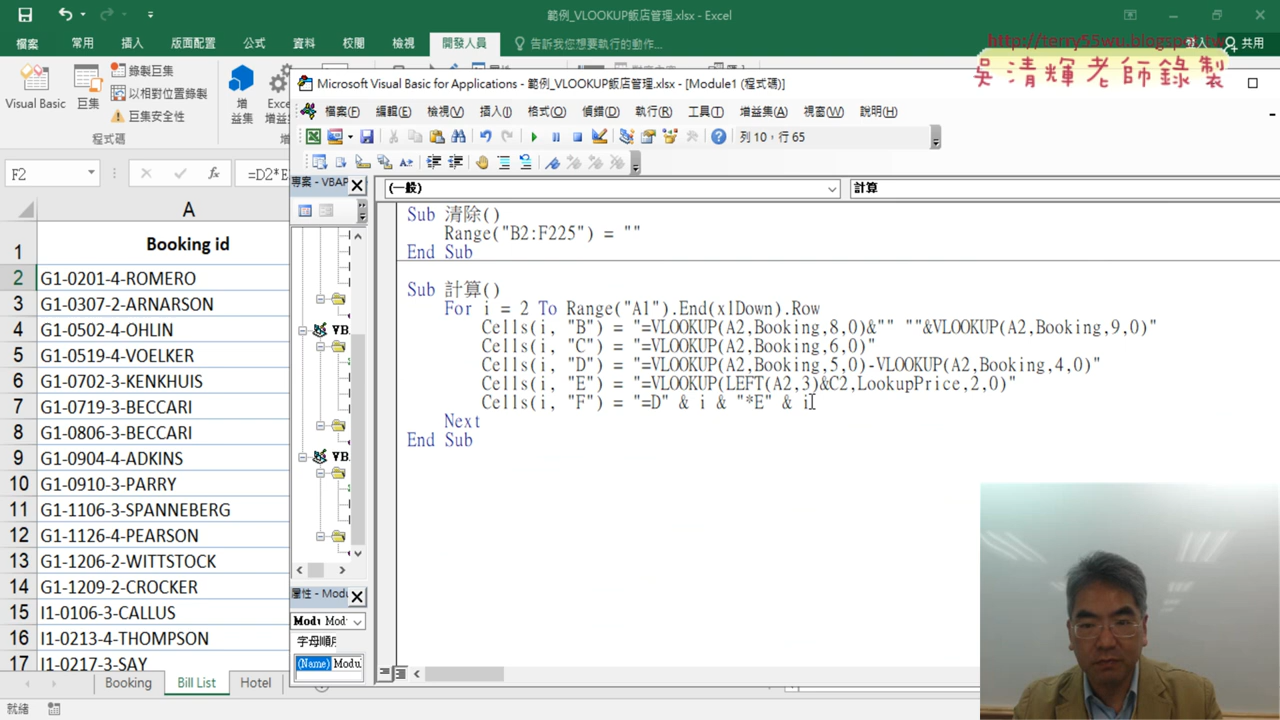 範例_VLOOKUP飯店管理.xlsx - Excel
http://terry55wu.blogspot.tw
吳清輝老師錄製
檔案 常用 插入 版面配置 公式 資料 校閱 檢視 開發人員 告訴我您想要執行的動作... 共用
Visual Basic 巨集 錄製巨集
以相對位置錄製
巨集安全性
增益集
程式碼
Microsoft Visual Basic for Applications - 範例_VLOOKUP飯店管理.xlsx - [Module1 (程式碼)]
檔案(F) 編輯(E) 檢視(V) 插入(I) 格式(O) 偵錯(D) 執行(R) 工具(T) 增益集(A) 視窗(W) 說明(H)
列 10，行 65
F2 fx =D2*E
專案 - VBAP
(一般) 計算
Sub 清除()
Range("B2:F225") = ""
End Sub
Sub 計算()
For i = 2 To Range("A1").End(xlDown).Row
Cells(i, "B") = "=VLOOKUP(A2,Booking,8,0)&"" ""&VLOOKUP(A2,Booking,9,0)"
Cells(i, "C") = "=VLOOKUP(A2,Booking,6,0)"
Cells(i, "D") = "=VLOOKUP(A2,Booking,5,0)-VLOOKUP(A2,Booking,4,0)"
Cells(i, "E") = "=VLOOKUP(LEFT(A2,3)&C2,LookupPrice,2,0)"
Cells(i, "F") = "=D" & i & "*E" & i
Next
End Sub
A
1 Booking id
2 G1-0201-4-ROMERO
3 G1-0307-2-ARNARSON
4 G1-0502-4-OHLIN
5 G1-0519-4-VOELKER
6 G1-0702-3-KENKHUIS
7 G1-0719-3-BECCARI
8 G1-0806-3-BECCARI
9 G1-0904-4-ADKINS
10 G1-0910-3-PARRY
11 G1-1106-3-SPANNEBERG
12 G1-1126-4-PEARSON
13 G1-1206-2-WITTSTOCK
14 G1-1209-2-CROCKER
15 I1-0106-3-CALLUS
16 I1-0213-4-THOMPSON
17 I1-0217-3-SAY
VB
VB
屬性 - Modu
Modu Mod
字母順序
(Name) Modu
Booking Bill List Hotel
就緒